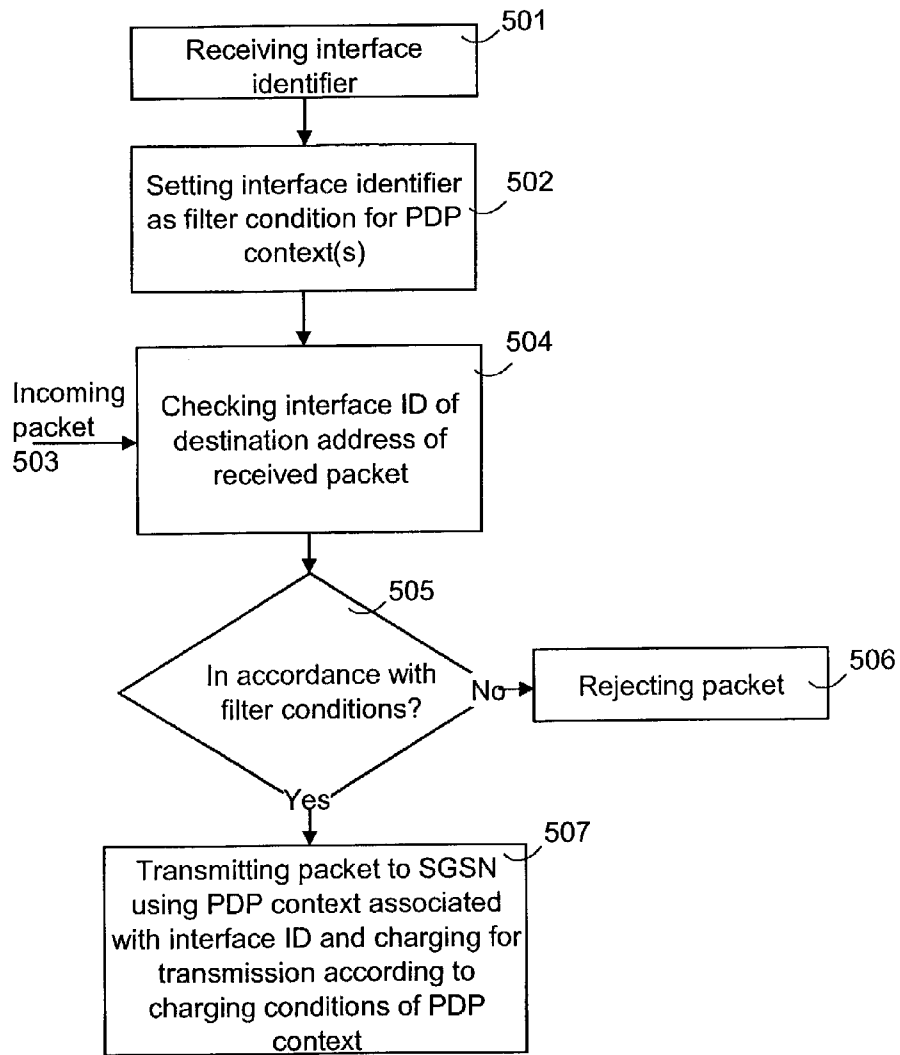 501
Receiving interface
identifier
502
Setting interface identifier
as filter condition for PDP
context(s)
504
Incoming
packet
503
Checking interface ID of
destination address of
received packet
505
In accordance with
filter conditions?
No
506
Rejecting packet
Yes
507
Transmitting packet to SGSN
using PDP context associated
with interface ID and charging for
transmission according to
charging conditions of PDP
context